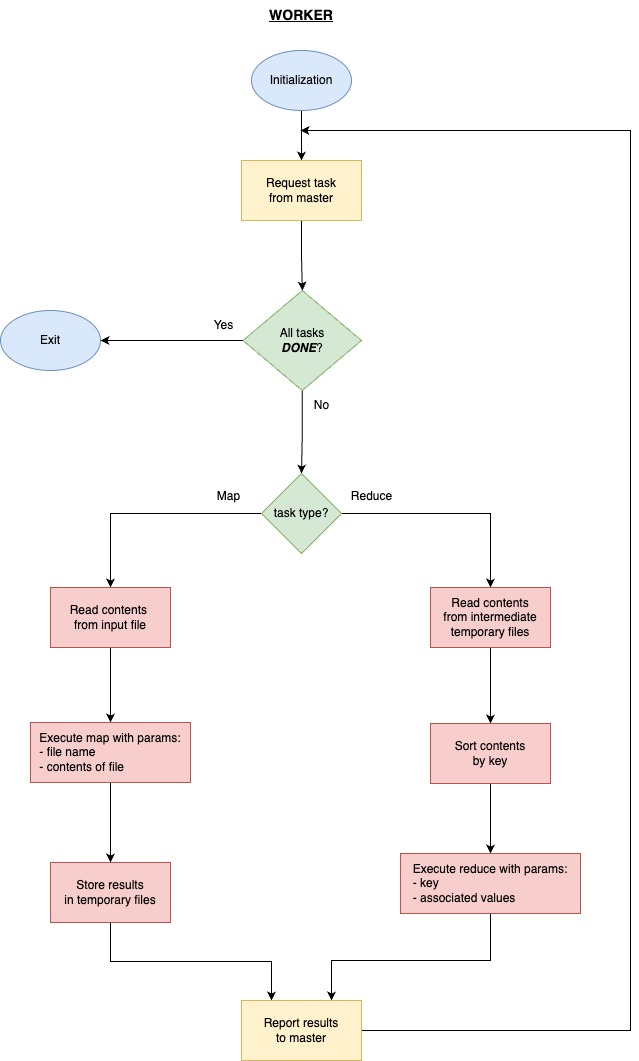 WORKER
Initialization
Request task
from master
All tasks
DONE?
Yes
Exit
No
task type?
Map
Reduce
Read contents
from input file
Read contents
from intermediate
temporary files
Execute map with params:
- file name
- contents of file
Sort contents
by key
Store results
in temporary files
Execute reduce with params:
- key
- associated values
Report results
to master